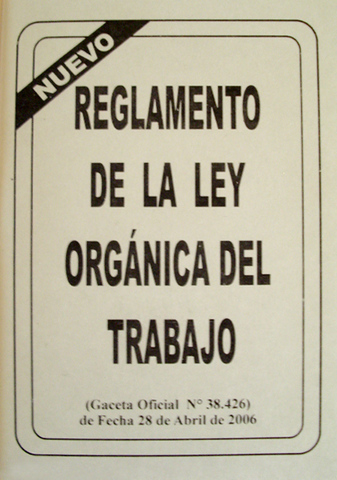 NUEVO
REGLAMENTO
DE LA LEY
ORGÁNICA DEL
TRABAJO
(Gaceta Oficial N° 38.426)
de Fecha 28 de Abril de 2006